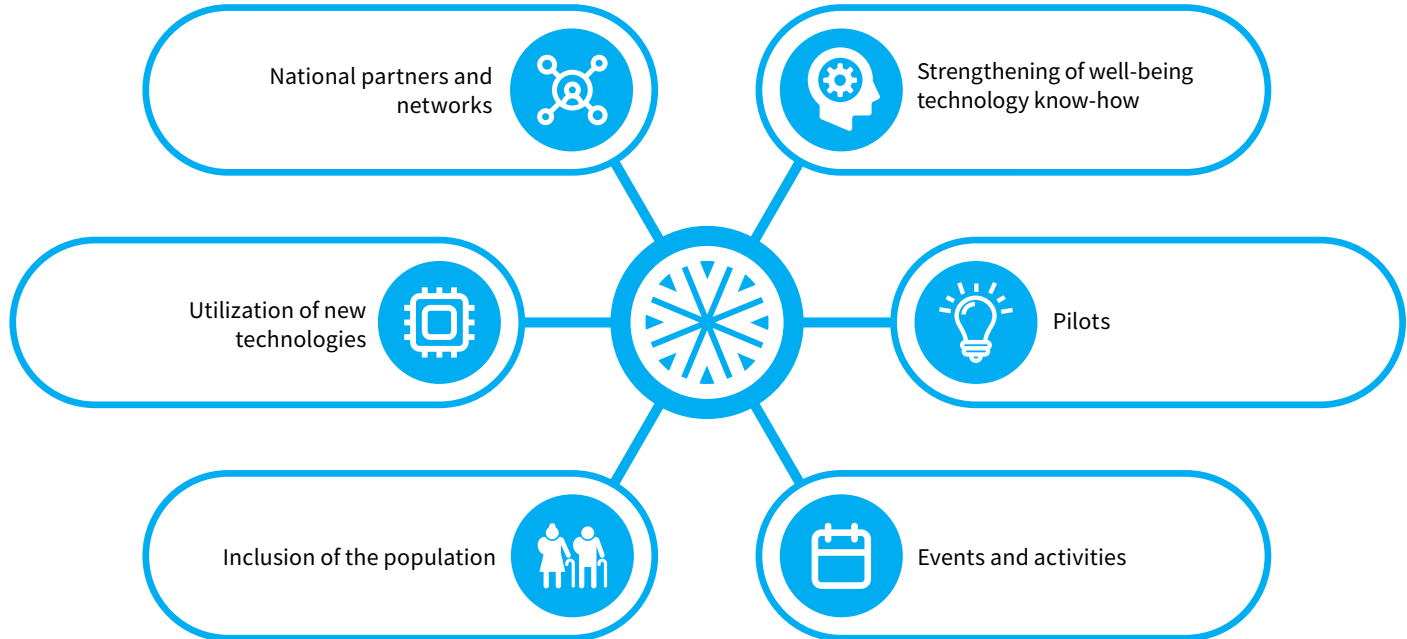 National partners and
networks
Strengthening of well-being
technology know-how
Utilization of new
technologies
Pilots
Inclusion of the population
Events and activities